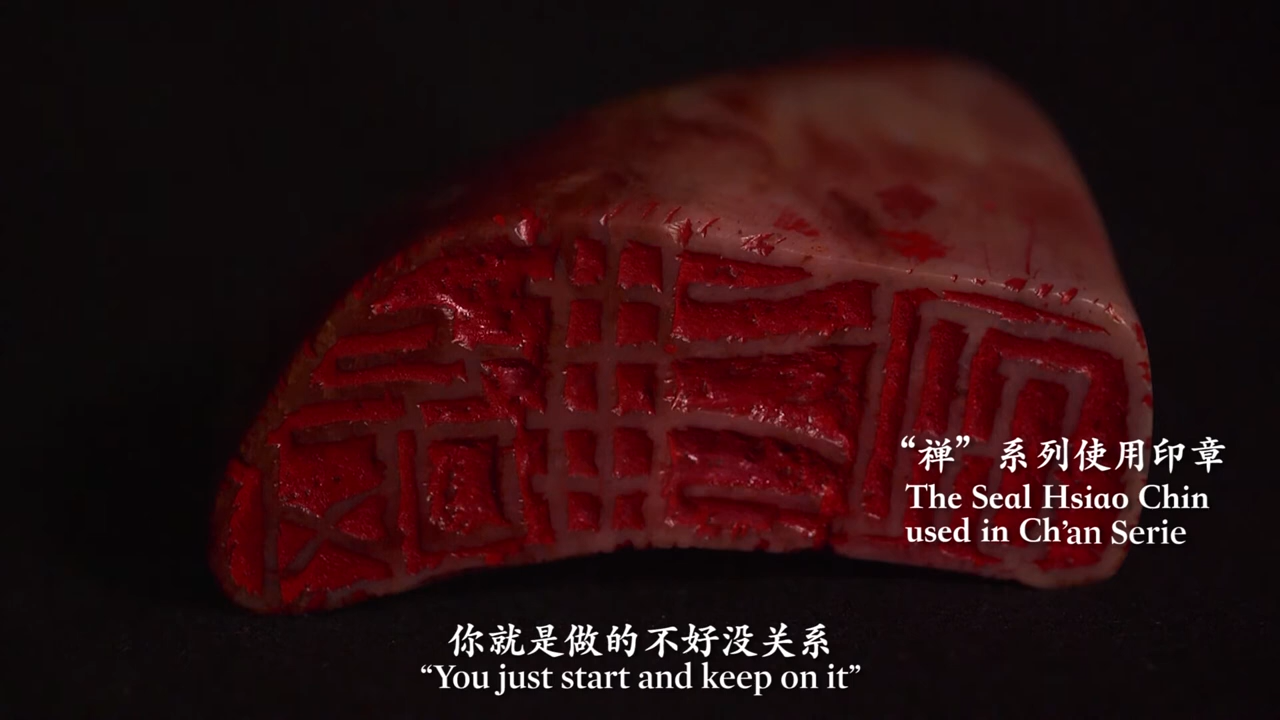 “禅” 系列使用印章
The Seal Hsiao Chin
used in Ch’an Serie
你就是做的不好没关系
“You just start and keep on it”